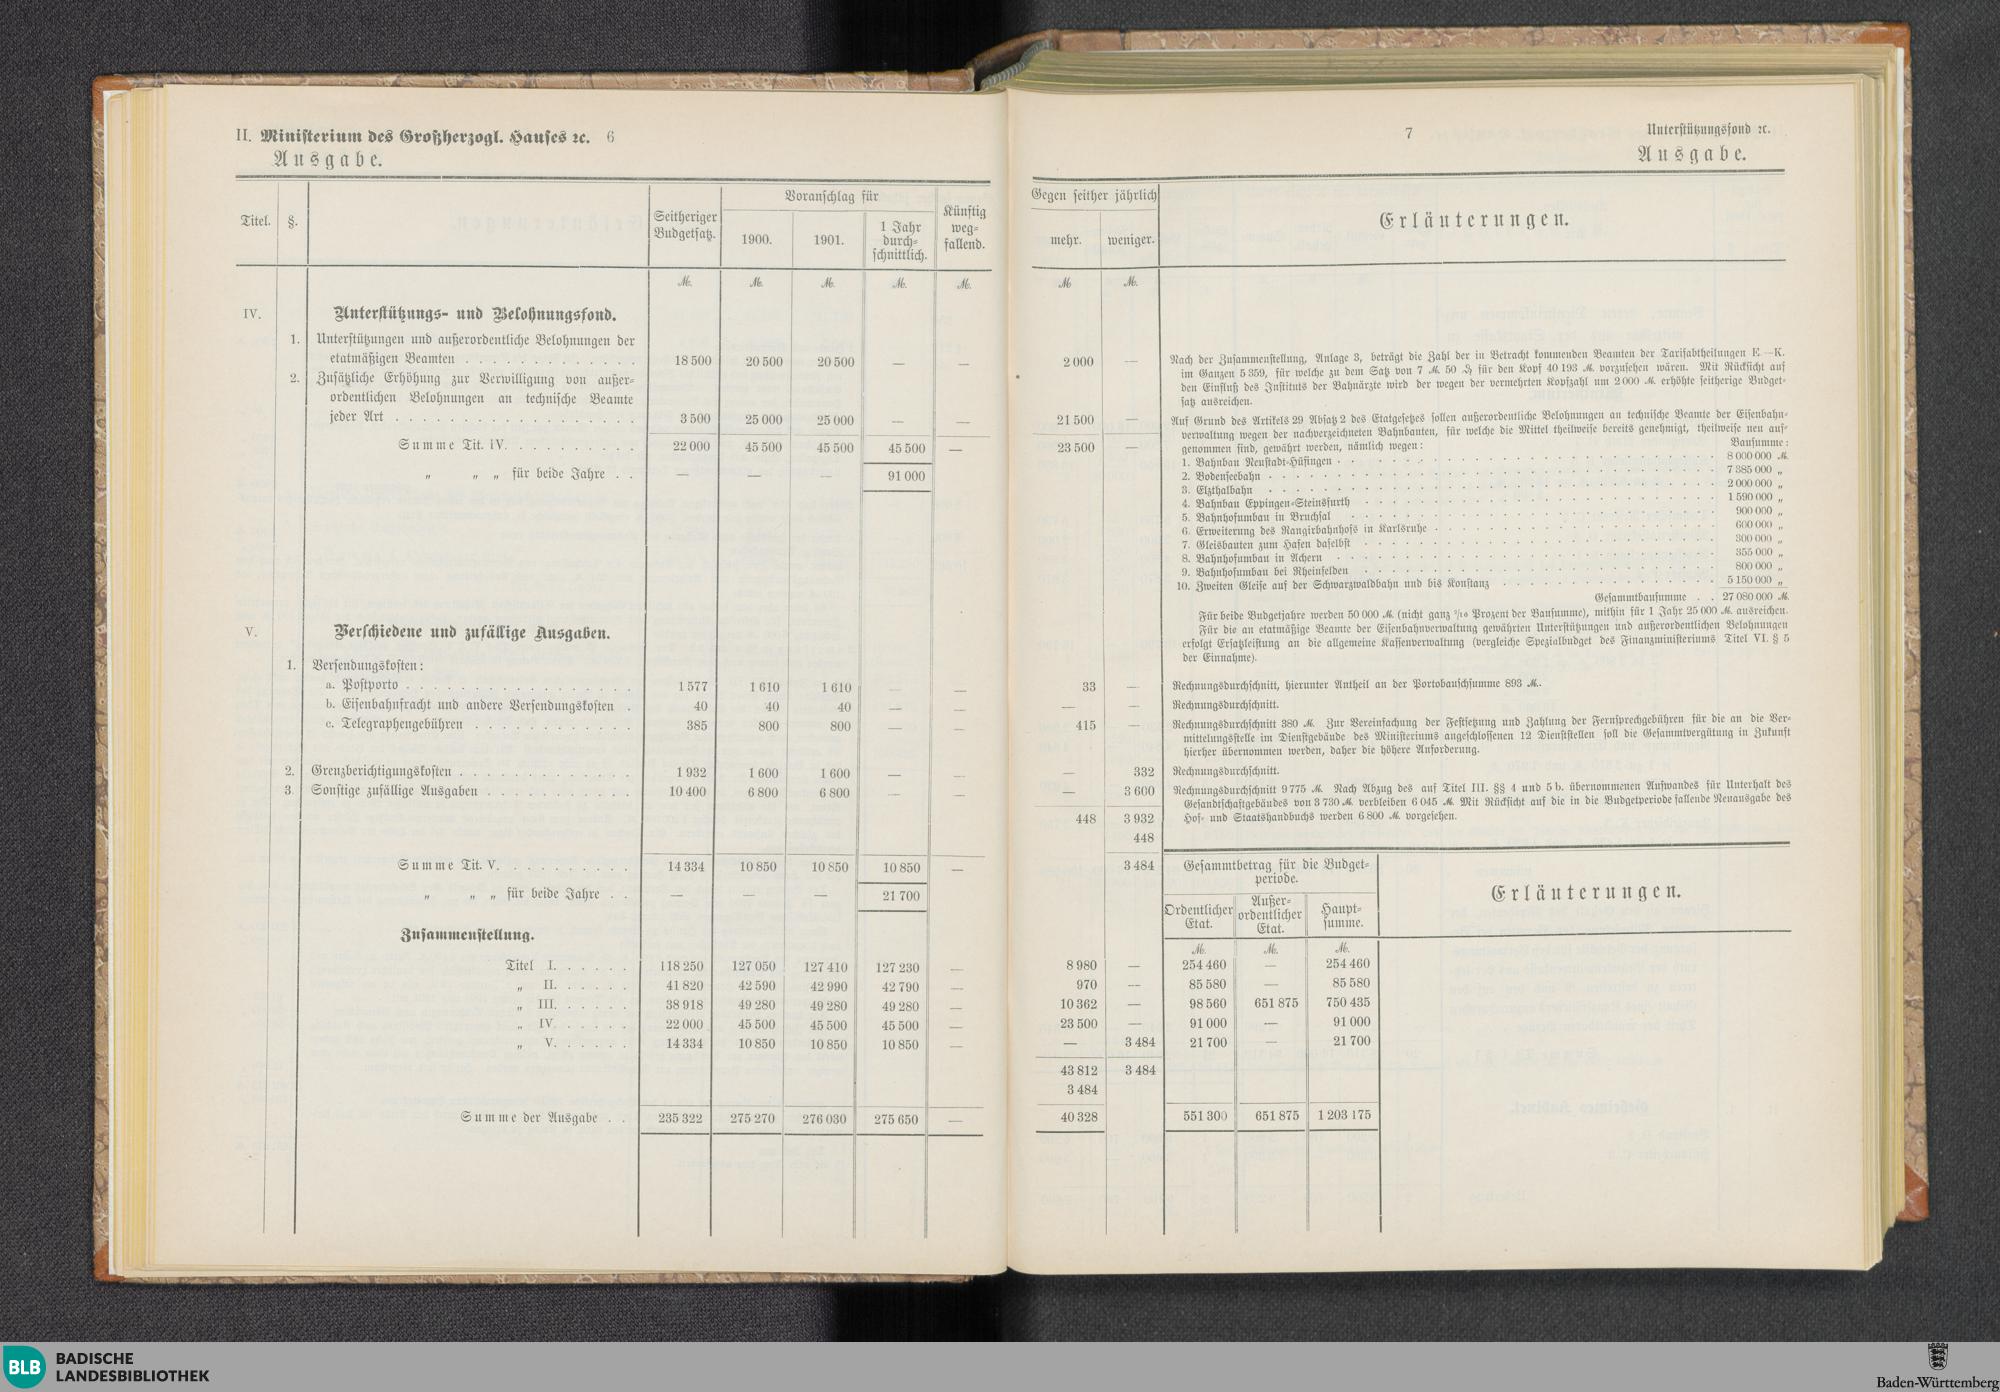 II. Ministerium des Großherzogl. Hauses ꝛc. 6
Ausgabe.
Titel. §. Seitheriger Budgetsatz. Voranschlag für Künftig wegfallend.
1900. 1901. 1 Jahr durchschnittlich.
ℳ. ℳ. ℳ. ℳ. ℳ.
IV. Unterstützungs- und Belohnungsfond.
1. Unterstützungen und außerordentliche Belohnungen der
etatmäßigen Beamten . . . 18 500 20 500 20 500 — —
2. Zusätzliche Erhöhung zur Verwilligung von außer-
ordentlichen Belohnungen an technische Beamte
jeder Art . . . 3 500 25 000 25 000 — —
Summe Tit. IV. . . . 22 000 45 500 45 500 45 500 —
„ „ „ für beide Jahre . . — — — 91 000
V. Verschiedene und zufällige Ausgaben.
1. Versendungskosten:
a. Postporto . . . 1 577 1 610 1 610 — —
b. Eisenbahnfracht und andere Versendungskosten . 40 40 40 — —
c. Telegraphengebühren . . . 385 800 800 — —
2. Grenzberichtigungskosten . . . 1 932 1 600 1 600 — —
3. Sonstige zufällige Ausgaben . . . 10 400 6 800 6 800 — —
Summe Tit. V. . . . 14 334 10 850 10 850 10 850 —
„ „ „ für beide Jahre . . — — — 21 700
Zusammenstellung.
Titel I. . . . 118 250 127 050 127 410 127 230 —
„ II. . . . 41 820 42 590 42 990 42 790 —
„ III. . . . 38 918 49 280 49 280 49 280 —
„ IV. . . . 22 000 45 500 45 500 45 500 —
„ V. . . . 14 334 10 850 10 850 10 850 —
Summe der Ausgabe . . 235 322 275 270 276 030 275 650 —
7 Unterstützungsfond ꝛc.
Ausgabe.
Gegen seither jährlich Erläuterungen.
mehr. weniger.
ℳ ℳ.
2 000 — Nach der Zusammenstellung, Anlage 3, beträgt die Zahl der in Betracht kommenden Beamten der Tarifabtheilungen E.—K.
im Ganzen 5 359, für welche zu dem Satz von 7 ℳ. 50 ₰ für den Kopf 40 193 ℳ. vorzusehen wären. Mit Rücksicht auf
den Einfluß des Instituts der Bahnärzte wird der wegen der vermehrten Kopfzahl um 2 000 ℳ. erhöhte seitherige Budget-
satz ausreichen.
21 500 — Auf Grund des Artikels 29 Absatz 2 des Etatgesetzes sollen außerordentliche Belohnungen an technische Beamte der Eisenbahn-
verwaltung wegen der nachverzeichneten Bahnbauten, für welche die Mittel theilweise bereits genehmigt, theilweise neu auf-
23 500 — genommen sind, gewährt werden, nämlich wegen: Bausumme:
1. Bahnbau Neustadt-Hüfingen . . . 8 000 000 ℳ.
2. Bodenseebahn . . . 7 385 000 „
3. Elzthalbahn . . . 2 000 000 „
4. Bahnbau Eppingen-Steinsfurth . . . 1 590 000 „
5. Bahnhofumbau in Bruchsal . . . 900 000 „
6. Erweiterung des Rangirbahnhofs in Karlsruhe . . . 600 000 „
7. Gleisbauten zum Hafen daselbst . . . 300 000 „
8. Bahnhofumbau in Achern . . . 355 000 „
9. Bahnhofumbau bei Rheinfelden . . . 800 000 „
10. Zweiten Gleise auf der Schwarzwaldbahn und bis Konstanz . . . 5 150 000 „
Gesammtbausumme . . 27 080 000 ℳ.
Für beide Budgetjahre werden 50 000 ℳ. (nicht ganz ²/₁₀ Prozent der Bausumme), mithin für 1 Jahr 25 000 ℳ. ausreichen.
Für die an etatmäßige Beamte der Eisenbahnverwaltung gewährten Unterstützungen und außerordentlichen Belohnungen
erfolgt Ersatzleistung an die allgemeine Kassenverwaltung (vergleiche Spezialbudget des Finanzministeriums Titel VI. § 5
der Einnahme).
33 — Rechnungsdurchschnitt, hierunter Antheil an der Portobauschsumme 893 ℳ..
— — Rechnungsdurchschnitt.
415 — Rechnungsdurchschnitt 380 ℳ. Zur Vereinfachung der Festsetzung und Zahlung der Fernsprechgebühren für die an die Ver-
mittelungsstelle im Dienstgebäude des Ministeriums angeschlossenen 12 Dienststellen soll die Gesammtvergütung in Zukunft
hierher übernommen werden, daher die höhere Anforderung.
— 332 Rechnungsdurchschnitt.
— 3 600 Rechnungsdurchschnitt 9 775 ℳ. Nach Abzug des auf Titel III. §§ 4 und 5 b. übernommenen Aufwandes für Unterhalt des
Gesandtschaftgebäudes von 3 730 ℳ. verbleiben 6 045 ℳ. Mit Rücksicht auf die in die Budgetperiode fallende Neuausgabe des
448 3 932 Hof- und Staatshandbuchs werden 6 800 ℳ. vorgesehen.
448
3 484 Gesammtbetrag für die Budget-
periode. Erläuterungen.
Ordentlicher Etat. Außer-ordentlicher Etat. Haupt-summe.
ℳ. ℳ. ℳ.
8 980 — 254 460 — 254 460
970 — 85 580 — 85 580
10 362 — 98 560 651 875 750 435
23 500 — 91 000 — 91 000
— 3 484 21 700 — 21 700
43 812 3 484
3 484
40 328 551 300 651 875 1 203 175
BLB BADISCHE
LANDESBIBLIOTHEK
Baden-Württemberg